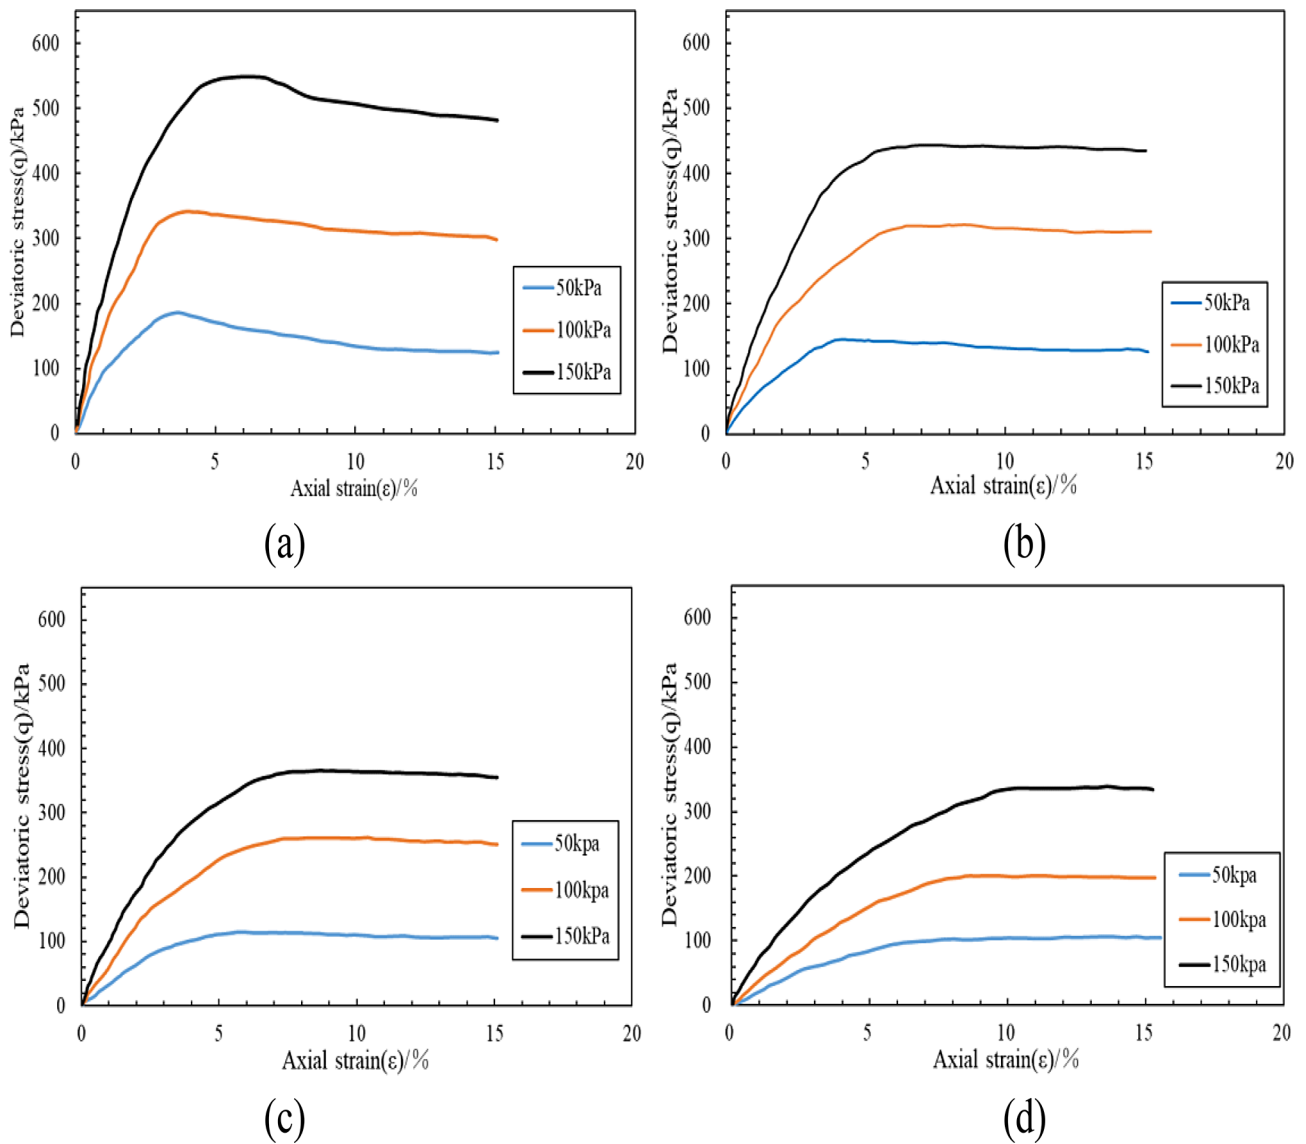 600
500
400
300
200
100
0
Deviatoric stress(q)/kPa
50kPa
100kPa
150kPa
0 5 10 15 20
Axial strain(ε)/%
(a)
600
500
400
300
200
100
0
Deviatoric stress(q)/kPa
50kPa
100kPa
150kPa
0 5 10 15 20
Axial strain(ε)/%
(b)
600
500
400
300
200
100
0
Deviatoric stress(q)/kPa
50kpa
100kpa
150kPa
0 5 10 15 20
Axial strain(ε)/%
(c)
600
500
400
300
200
100
0
Deviatoric stress(q)/kPa
50kpa
100kpa
150kpa
0 5 10 15 20
Axial strain(ε)/%
(d)